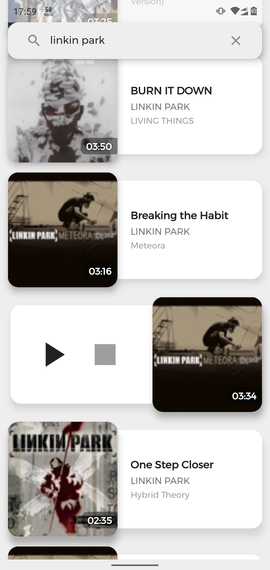 17:59
version)
03:25
linkin park
BURN IT DOWN
LINKIN PARK
LIVING THINGS
03:50
Breaking the Habit
LINKIN PARK
Meteora
LINKIN PARK METEORA
03:16
LINKIN PARK METEORA
03:34
LINKIN PARK
One Step Closer
LINKIN PARK
Hybrid Theory
02:35